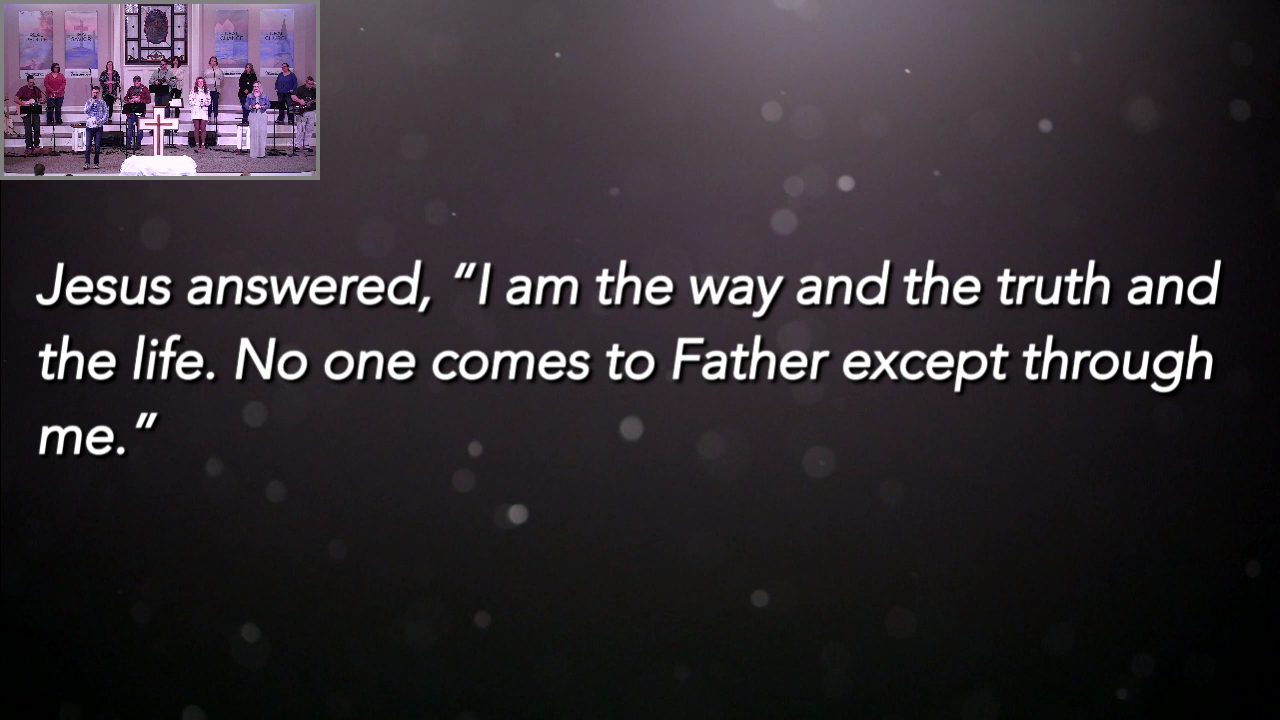 Jesus answered, “I am the way and the truth and
the life. No one comes to Father except through
me.”